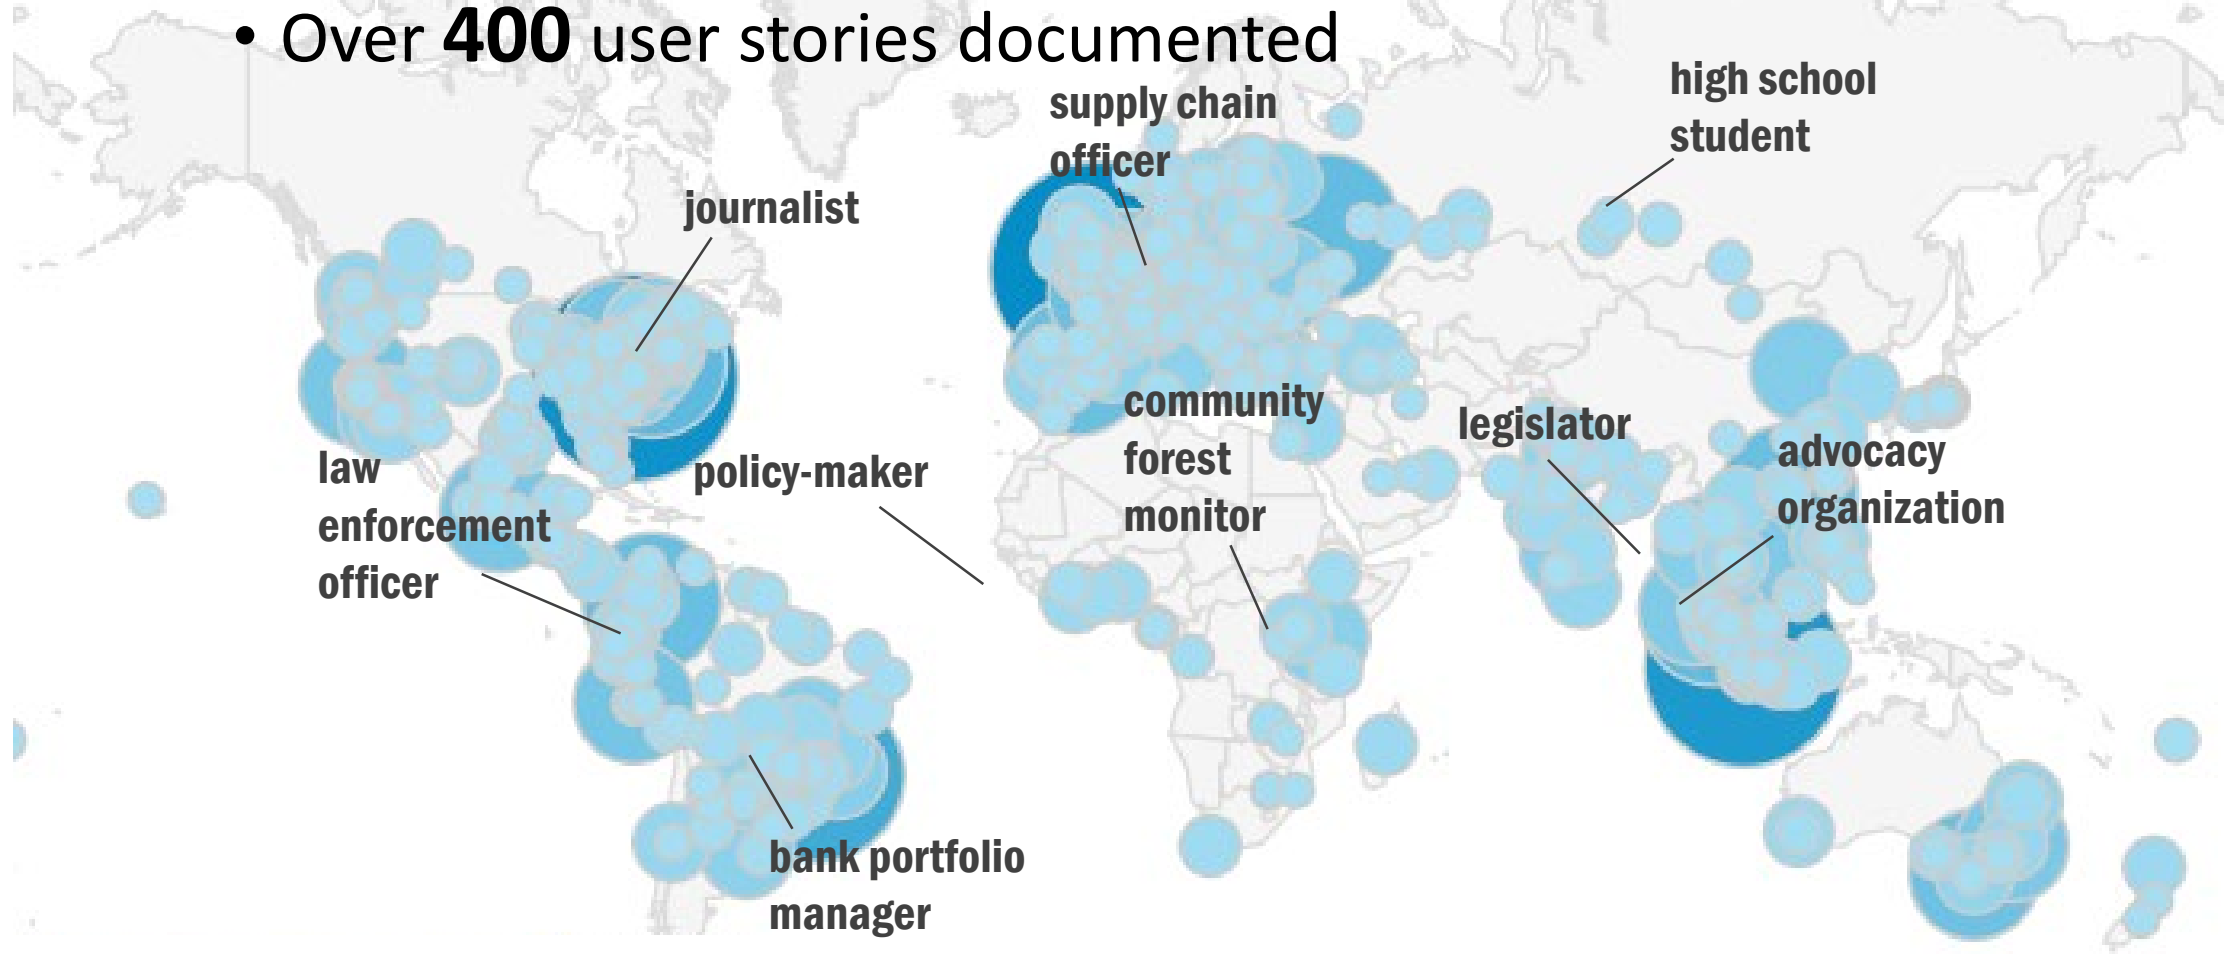 • Over 400 user stories documented
supply chain
officer
high school
student
journalist
community
forest
monitor
legislator
advocacy
organization
law
enforcement
officer
policy-maker
bank portfolio
manager